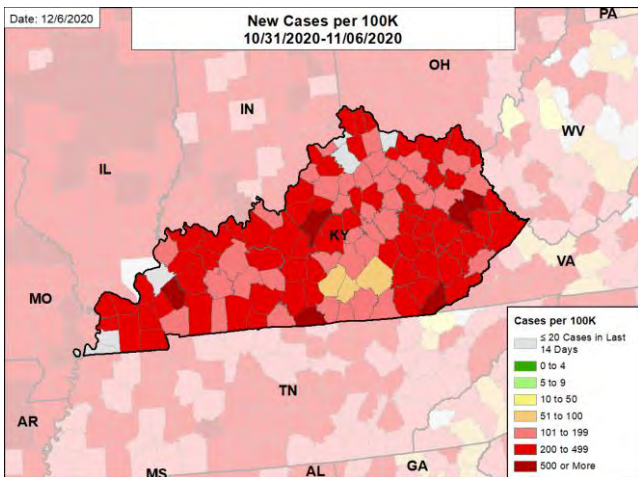 Date: 12/6/2020
New Cases per 100K
10/31/2020-11/06/2020
PA
OH
IN
WV
IL
KY
VA
MO
TN
AR
MS
AL
GA
Cases per 100K
≤ 20 Cases in Last
14 Days
0 to 4
5 to 9
10 to 50
51 to 100
101 to 199
200 to 499
500 or More